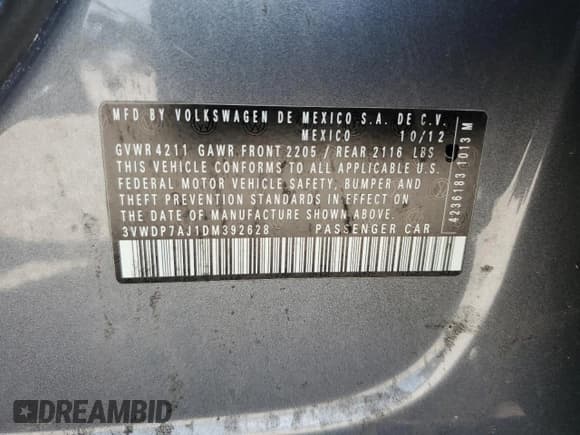 MFD BY VOLKSWAGEN DE MEXICO S.A. DE C.V.
MEXICO 10/12
GVWR 4211 GAWR FRONT 2205 / REAR 2116 LBS
THIS VEHICLE CONFORMS TO ALL APPLICABLE U.S.
FEDERAL MOTOR VEHICLE SAFETY, BUMPER AND
THEFT PREVENTION STANDARDS IN EFFECT ON THE
DATE OF MANUFACTURE SHOWN ABOVE.
3VWDP7AJ1DM392628 PASSENGER CAR
4236183 1013 M
DREAMBID